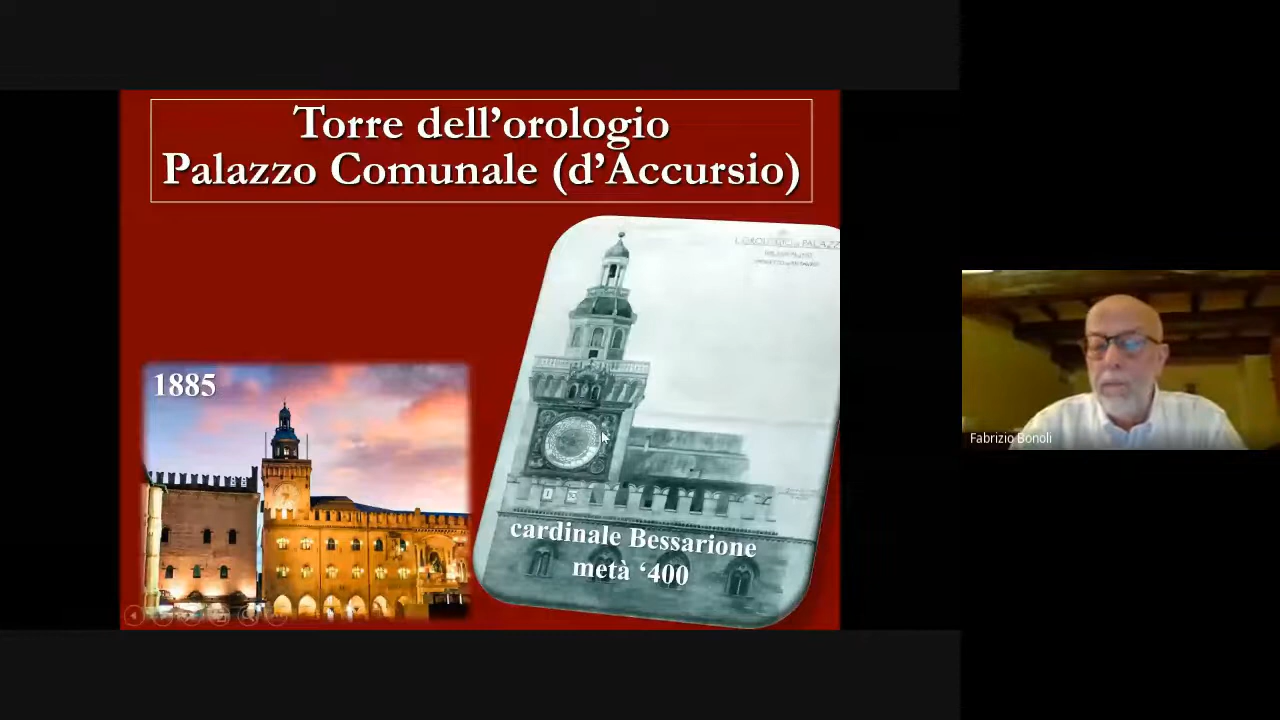 Torre dell’orologio
Palazzo Comunale (d’Accursio)
1885
cardinale Bessarione
metà ‘400
Fabrizio Bonoli